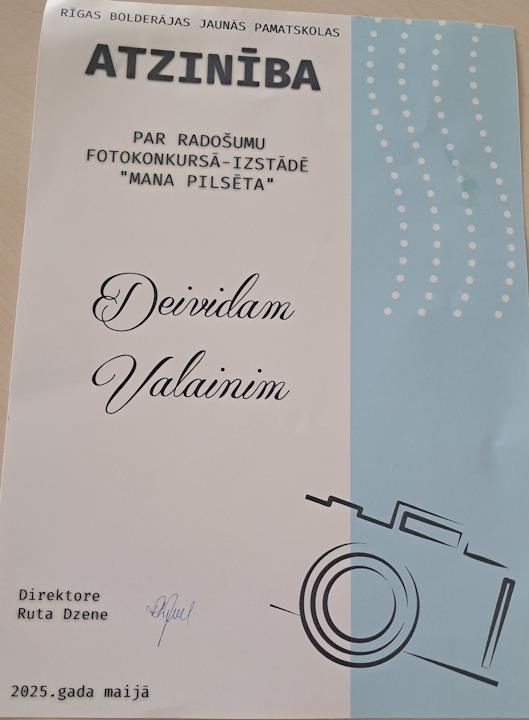 RĪGAS BOLDERĀJAS JAUNĀS PAMATSKOLAS
ATZINĪBA
PAR RADOŠUMU
FOTOKONKURSĀ-IZSTĀDĒ
"MANA PILSĒTA"
Deividam
Valainim
Direktore
Ruta Dzene
2025.gada maijā